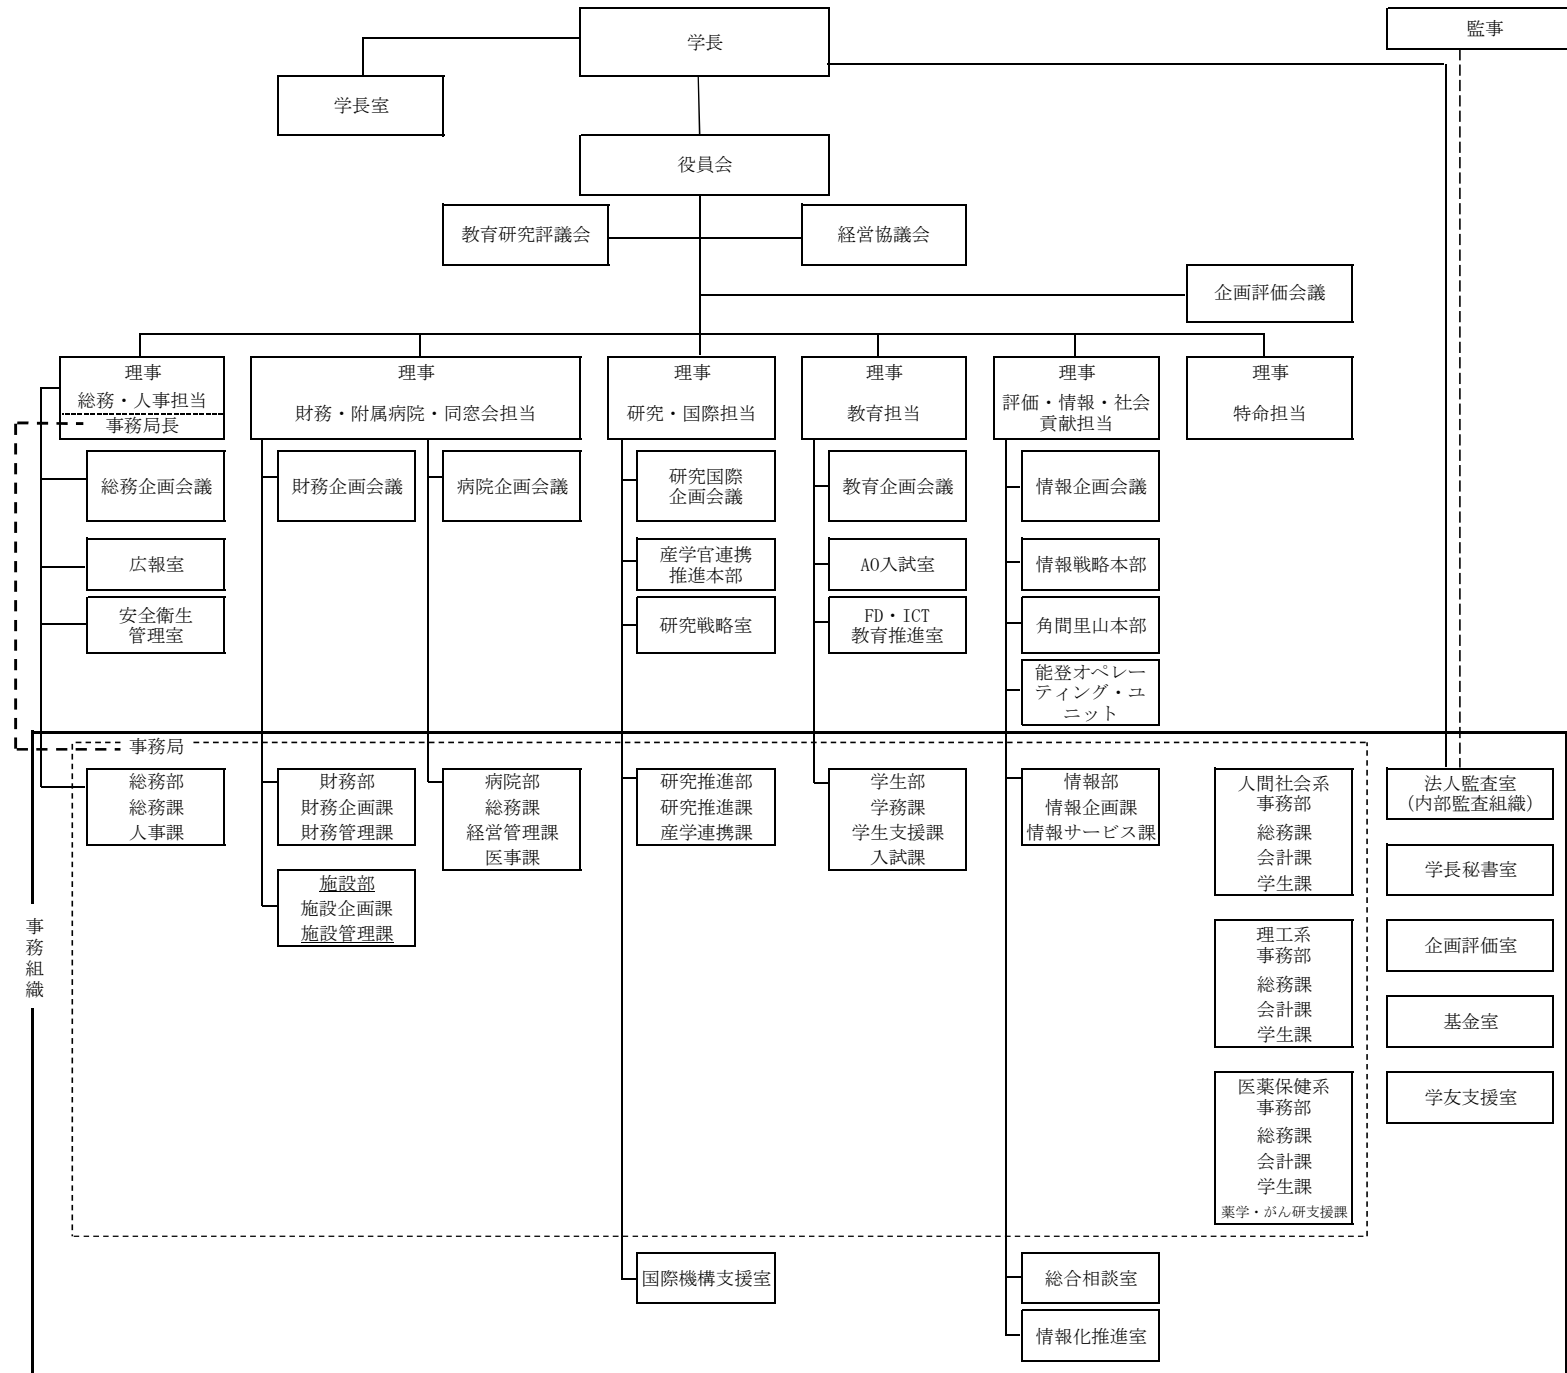 学長
監事
学長室
役員会
教育研究評議会
経営協議会
企画評価会議
理事
総務・人事担当
事務局長
理事
財務・附属病院・同窓会担当
理事
研究・国際担当
理事
教育担当
理事
評価・情報・社会
貢献担当
理事
特命担当
総務企画会議
財務企画会議
病院企画会議
研究国際
企画会議
教育企画会議
情報企画会議
広報室
産学官連携
推進本部
AO入試室
情報戦略本部
安全衛生
管理室
研究戦略室
FD・ICT
教育推進室
角間里山本部
能登オペレー
ティング・ユ
ニット
事務局
総務部
総務課
人事課
財務部
財務企画課
財務管理課
病院部
総務課
経営管理課
医事課
研究推進部
研究推進課
産学連携課
学生部
学務課
学生支援課
入試課
情報部
情報企画課
情報サービス課
人間社会系
事務部
総務課
会計課
学生課
法人監査室
(内部監査組織)
施設部
施設企画課
施設管理課
学長秘書室
事務組織
理工系
事務部
総務課
会計課
学生課
企画評価室
基金室
医薬保健系
事務部
総務課
会計課
学生課
薬学・がん研支援課
学友支援室
国際機構支援室
総合相談室
情報化推進室